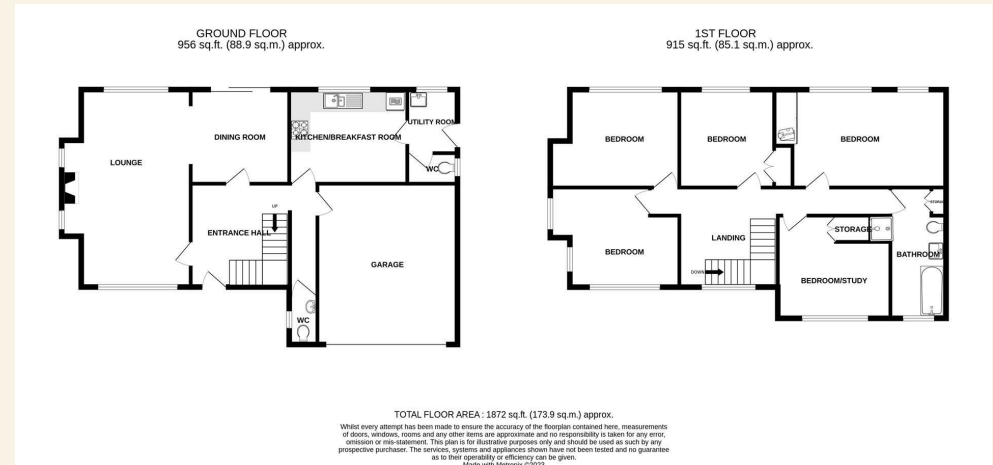 GROUND FLOOR
956 sq.ft. (88.9 sq.m.) approx.
1ST FLOOR
915 sq.ft. (85.1 sq.m.) approx.
UTILITY ROOM
DINING ROOM
KITCHEN/BREAKFAST ROOM
LOUNGE
WC
UP
ENTRANCE HALL
GARAGE
WC
BEDROOM
BEDROOM
BEDROOM
STORAGE
STORAGE
LANDING
BEDROOM
BATHROOM
DOWN
BEDROOM/STUDY
TOTAL FLOOR AREA : 1872 sq.ft. (173.9 sq.m.) approx.
Whilst every attempt has been made to ensure the accuracy of the floorplan contained here, measurements
of doors, windows, rooms and any other items are approximate and no responsibility is taken for any error,
omission or mis-statement. This plan is for illustrative purposes only and should be used as such by any
prospective purchaser. The services, systems and appliances shown have not been tested and no guarantee
as to their operability or efficiency can be given.
Made with Metropix ©2023